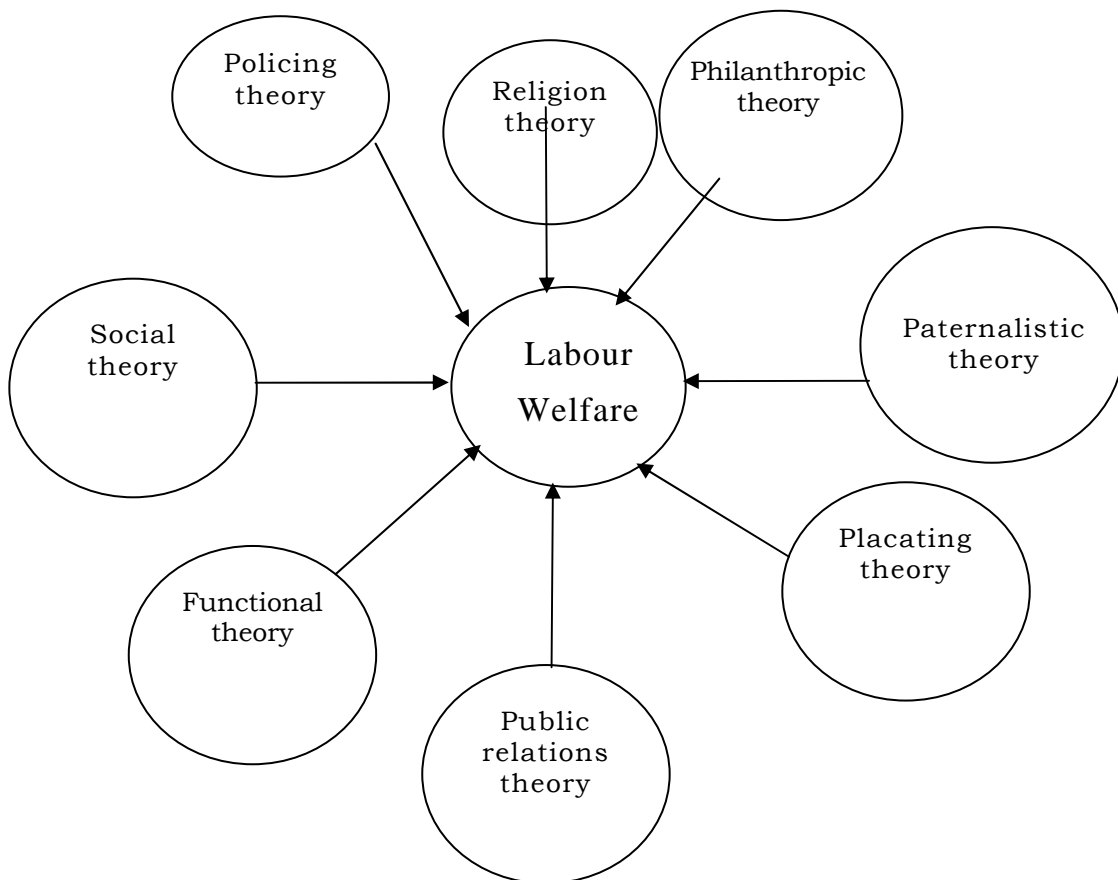 Policing
theory
Religion
theory
Philanthropic
theory
Social
theory
Labour
Welfare
Paternalistic
theory
Functional
theory
Placating
theory
Public
relations
theory